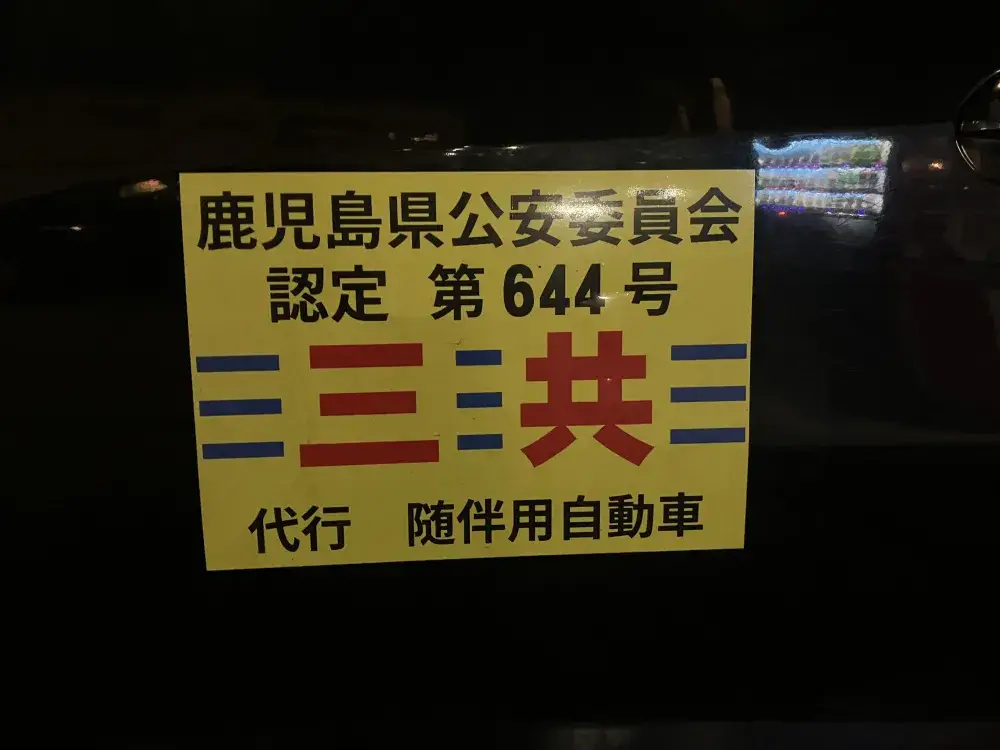 鹿児島県公安委員会
認定 第644号
三共
代行 随伴用自動車